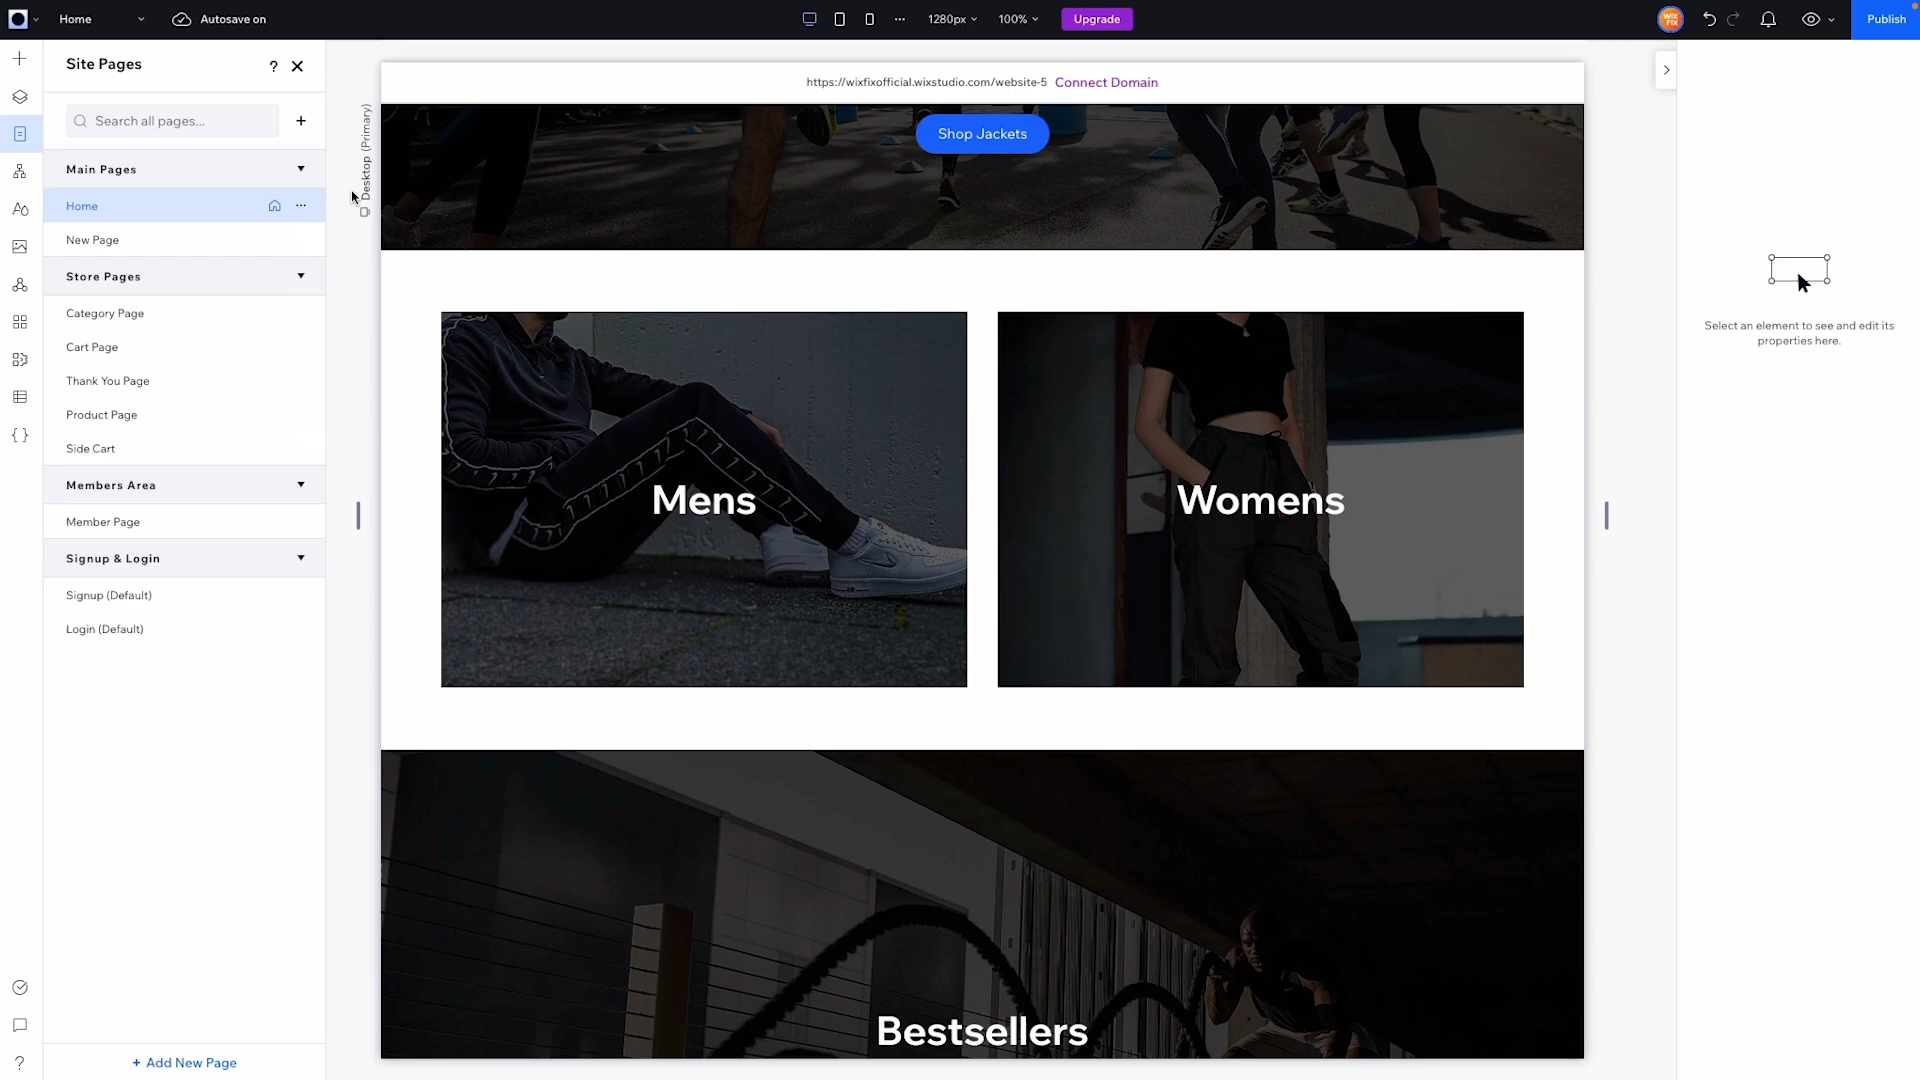 Home
Autosave on
1280px
100%
Upgrade
WIX
FIX
Publish
Site Pages
?
Search all pages...
+
Main Pages
Home
New Page
Store Pages
Category Page
Cart Page
Thank You Page
Product Page
Side Cart
Members Area
Member Page
Signup & Login
Signup (Default)
Login (Default)
+ Add New Page
Desktop (Primary)
https://wixfixofficial.wixstudio.com/website-5 Connect Domain
Shop Jackets
Mens
Womens
Bestsellers
Select an element to see and edit its
properties here.